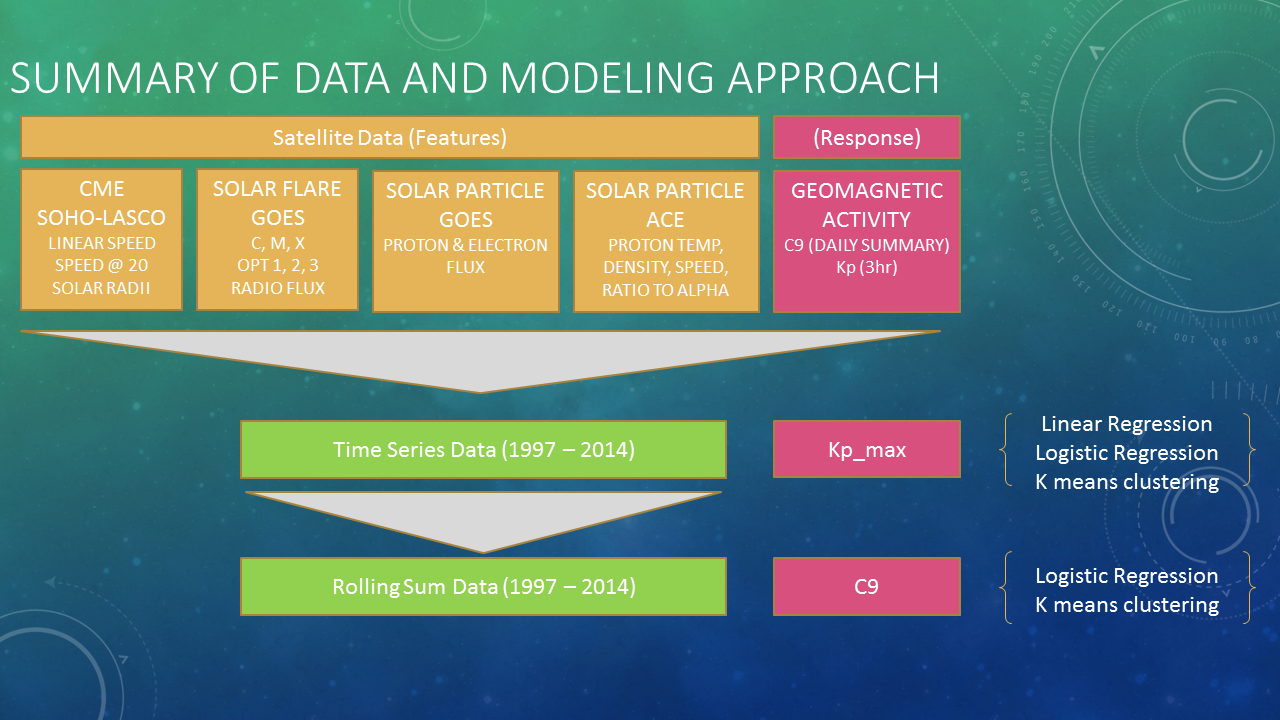 SUMMARY OF DATA AND MODELING APPROACH
Satellite Data (Features)
(Response)
CME
SOHO-LASCO
LINEAR SPEED
SPEED @ 20
SOLAR RADII
SOLAR FLARE
GOES
C, M, X
OPT 1, 2, 3
RADIO FLUX
SOLAR PARTICLE
GOES
PROTON & ELECTRON
FLUX
SOLAR PARTICLE
ACE
PROTON TEMP,
DENSITY, SPEED,
RATIO TO ALPHA
GEOMAGNETIC
ACTIVITY
C9 (DAILY SUMMARY)
Kp (3hr)
Time Series Data (1997 – 2014)
Kp_max
Linear Regression
Logistic Regression
K means clustering
Rolling Sum Data (1997 – 2014)
C9
Logistic Regression
K means clustering